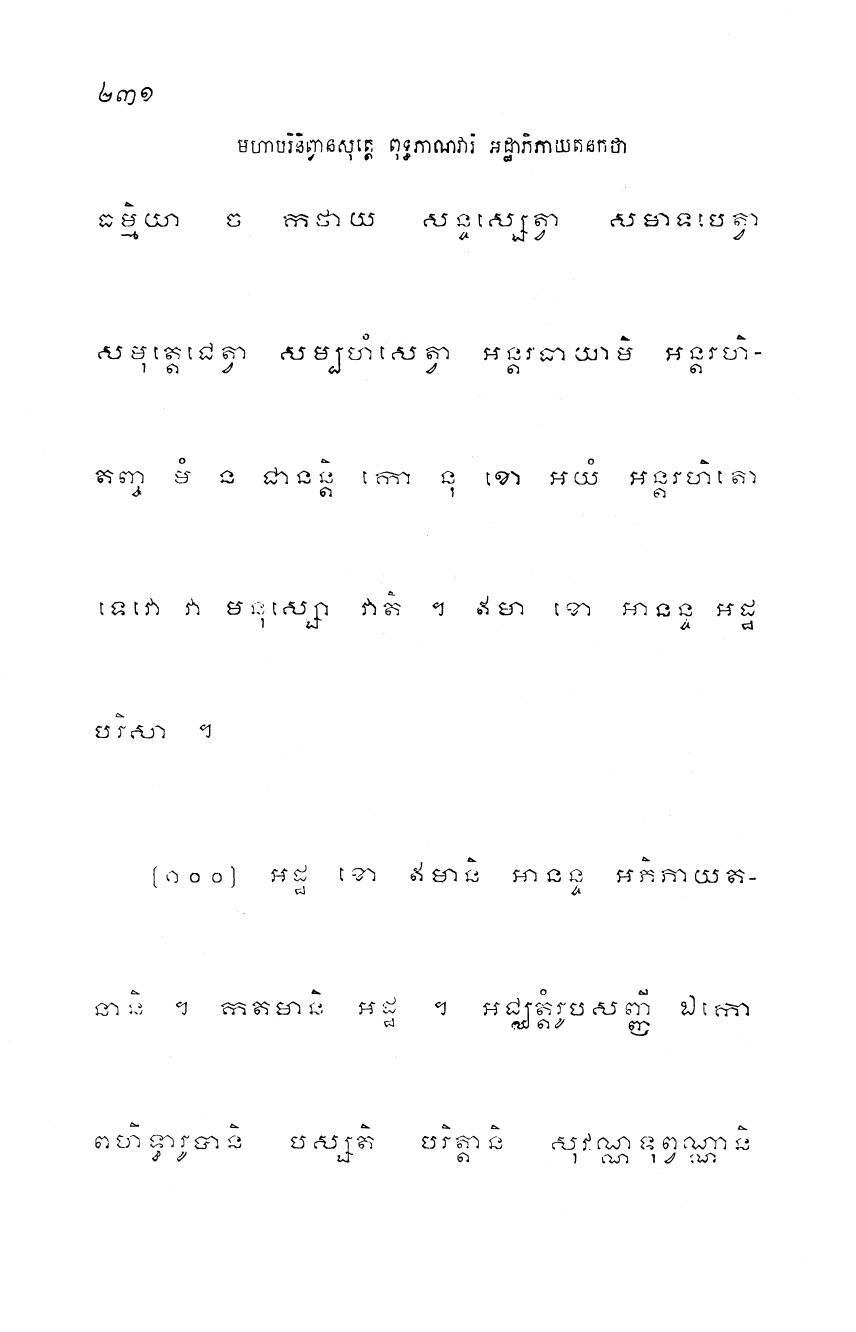 ២៣១
មហាបរិនិព្វានសុត្តេ ពុទ្ធភាណវារំ អដ្ឋាភិភាយតនកថា
ធម្មិយា ច កថាយ សន្ទស្សេត្វា សមាទបេត្វា
សមុត្តេជេត្វា សម្បហំសេត្វា អន្តរធាយាមិ អន្តរហិ-
តញ្ច មំ ន ជានន្តិ កោ នុ ខោ អយំ អន្តរហិតោ
ទេវោ វា មនុស្សោ វាតិ ។ ឥមា ខោ អានន្ទ អដ្ឋ
បរិសា ។
(១០០) អដ្ឋ ខោ ឥមានិ អានន្ទ អភិភាយត-
នានិ ។ កតមានិ អដ្ឋ ។ អជ្ឈត្តំរូបសញ្ញី ឯកោ
ពហិទ្ធារូបានិ បស្សតិ បរិត្តានិ សុវណ្ណទុព្វណ្ណានិ